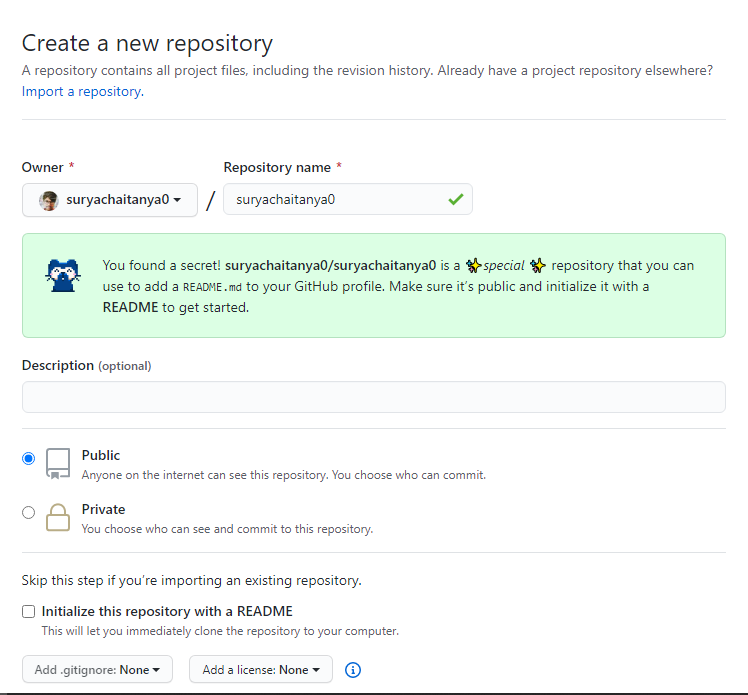 Create a new repository
A repository contains all project files, including the revision history. Already have a project repository elsewhere?
Import a repository.
Owner * Repository name *
suryachaitanya0 / suryachaitanya0
You found a secret! suryachaitanya0/suryachaitanya0 is a ✨special ✨ repository that you can
use to add a README.md to your GitHub profile. Make sure it's public and initialize it with a
README to get started.
Description (optional)
Public
Anyone on the internet can see this repository. You choose who can commit.
Private
You choose who can see and commit to this repository.
Skip this step if you're importing an existing repository.
Initialize this repository with a README
This will let you immediately clone the repository to your computer.
Add .gitignore: None Add a license: None